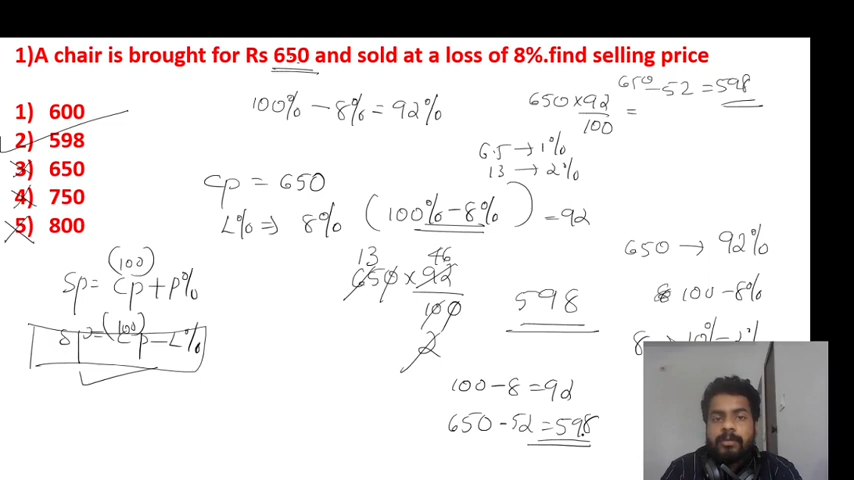 1)A chair is brought for Rs 650 and sold at a loss of 8%.find selling price
1) 600
2) 598
3) 650
4) 750
5) 800
100% - 8% = 92%
650 - 52 = 598
650 × 92
100
=
6.5 → 1%
13 → 2%
Cp = 650
L% ⇒ 8% (100% - 8%) = 92
13 46
650 × 92
100
2
598
650 → 92%
100 - 8%
8 → 10% - 2%
(100)
Sp = Cp + P%
(100)
Sp = Cp - L%
100 - 8 = 92
650 - 52 = 598